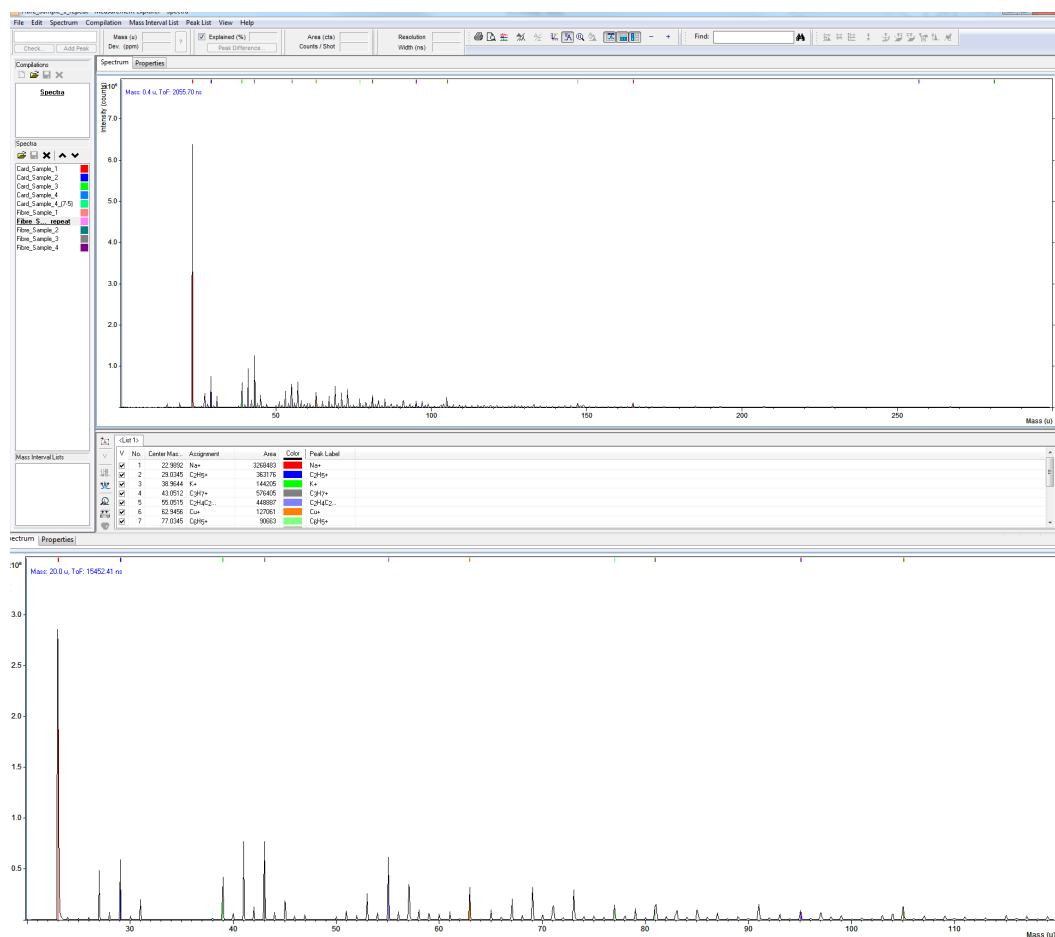 File Edit Spectrum Compilation Mass Interval List Peak List View Help
Check... Add Peak
Mass (u)
Dev. (ppm)
?
Explained (%)
Peak Difference...
Area (cts)
Counts / Shot
Resolution
Width (ns)
Find:
Compilations
Spectra
Spectra
Card_Sample_1
Card_Sample_2
Card_Sample_3
Card_Sample_4
Card_Sample_4_(7-5)
Fibre_Sample_1
Fibre_S..._repeat
Fibre_Sample_2
Fibre_Sample_3
Fibre_Sample_4
Mass Interval Lists
Spectrum Properties
Mass: 0.4 u, ToF: 2055.70 ns
Intensity (counts)
7.0
6.0
5.0
4.0
3.0
2.0
1.0
50 100 150 200 250
Mass (u)
<List 1>
V No. Center Mas... Assignment Area Color Peak Label
1 22.9892 Na+ 3268483 Na+
2 29.0345 C2H5+ 363176 C2H5+
3 38.9644 K+ 144205 K+
4 43.0512 C3H7+ 576405 C3H7+
5 55.0515 C2H4C2... 448887 C2H4C2...
6 62.9456 Cu+ 127061 Cu+
7 77.0345 C6H5+ 90663 C6H5+
ectrum Properties
Mass: 20.0 u, ToF: 15452.41 ns
3.0
2.5
2.0
1.5
1.0
0.5
30 40 50 60 70 80 90 100 110
Mass (u)